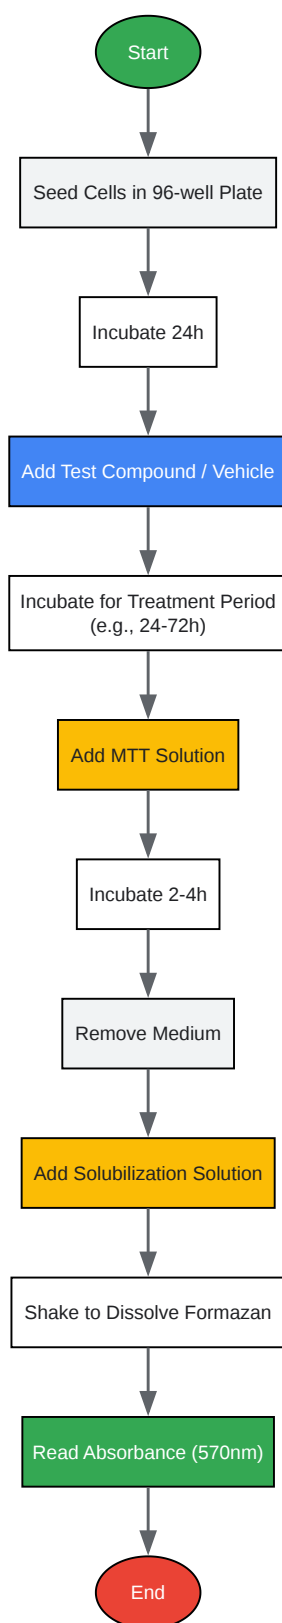 Start
Seed Cells in 96-well Plate
Incubate 24h
Add Test Compound / Vehicle
Incubate for Treatment Period
(e.g., 24-72h)
Add MTT Solution
Incubate 2-4h
Remove Medium
Add Solubilization Solution
Shake to Dissolve Formazan
Read Absorbance (570nm)
End